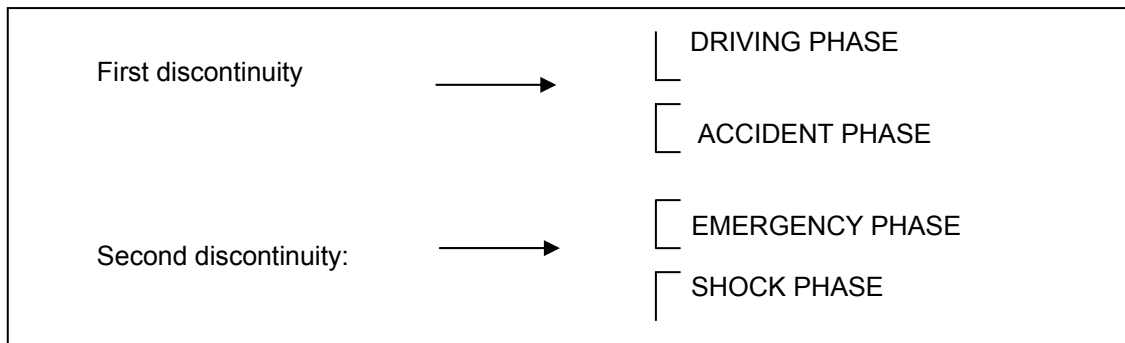 DRIVING PHASE
First discontinuity
ACCIDENT PHASE
EMERGENCY PHASE
Second discontinuity:
SHOCK PHASE